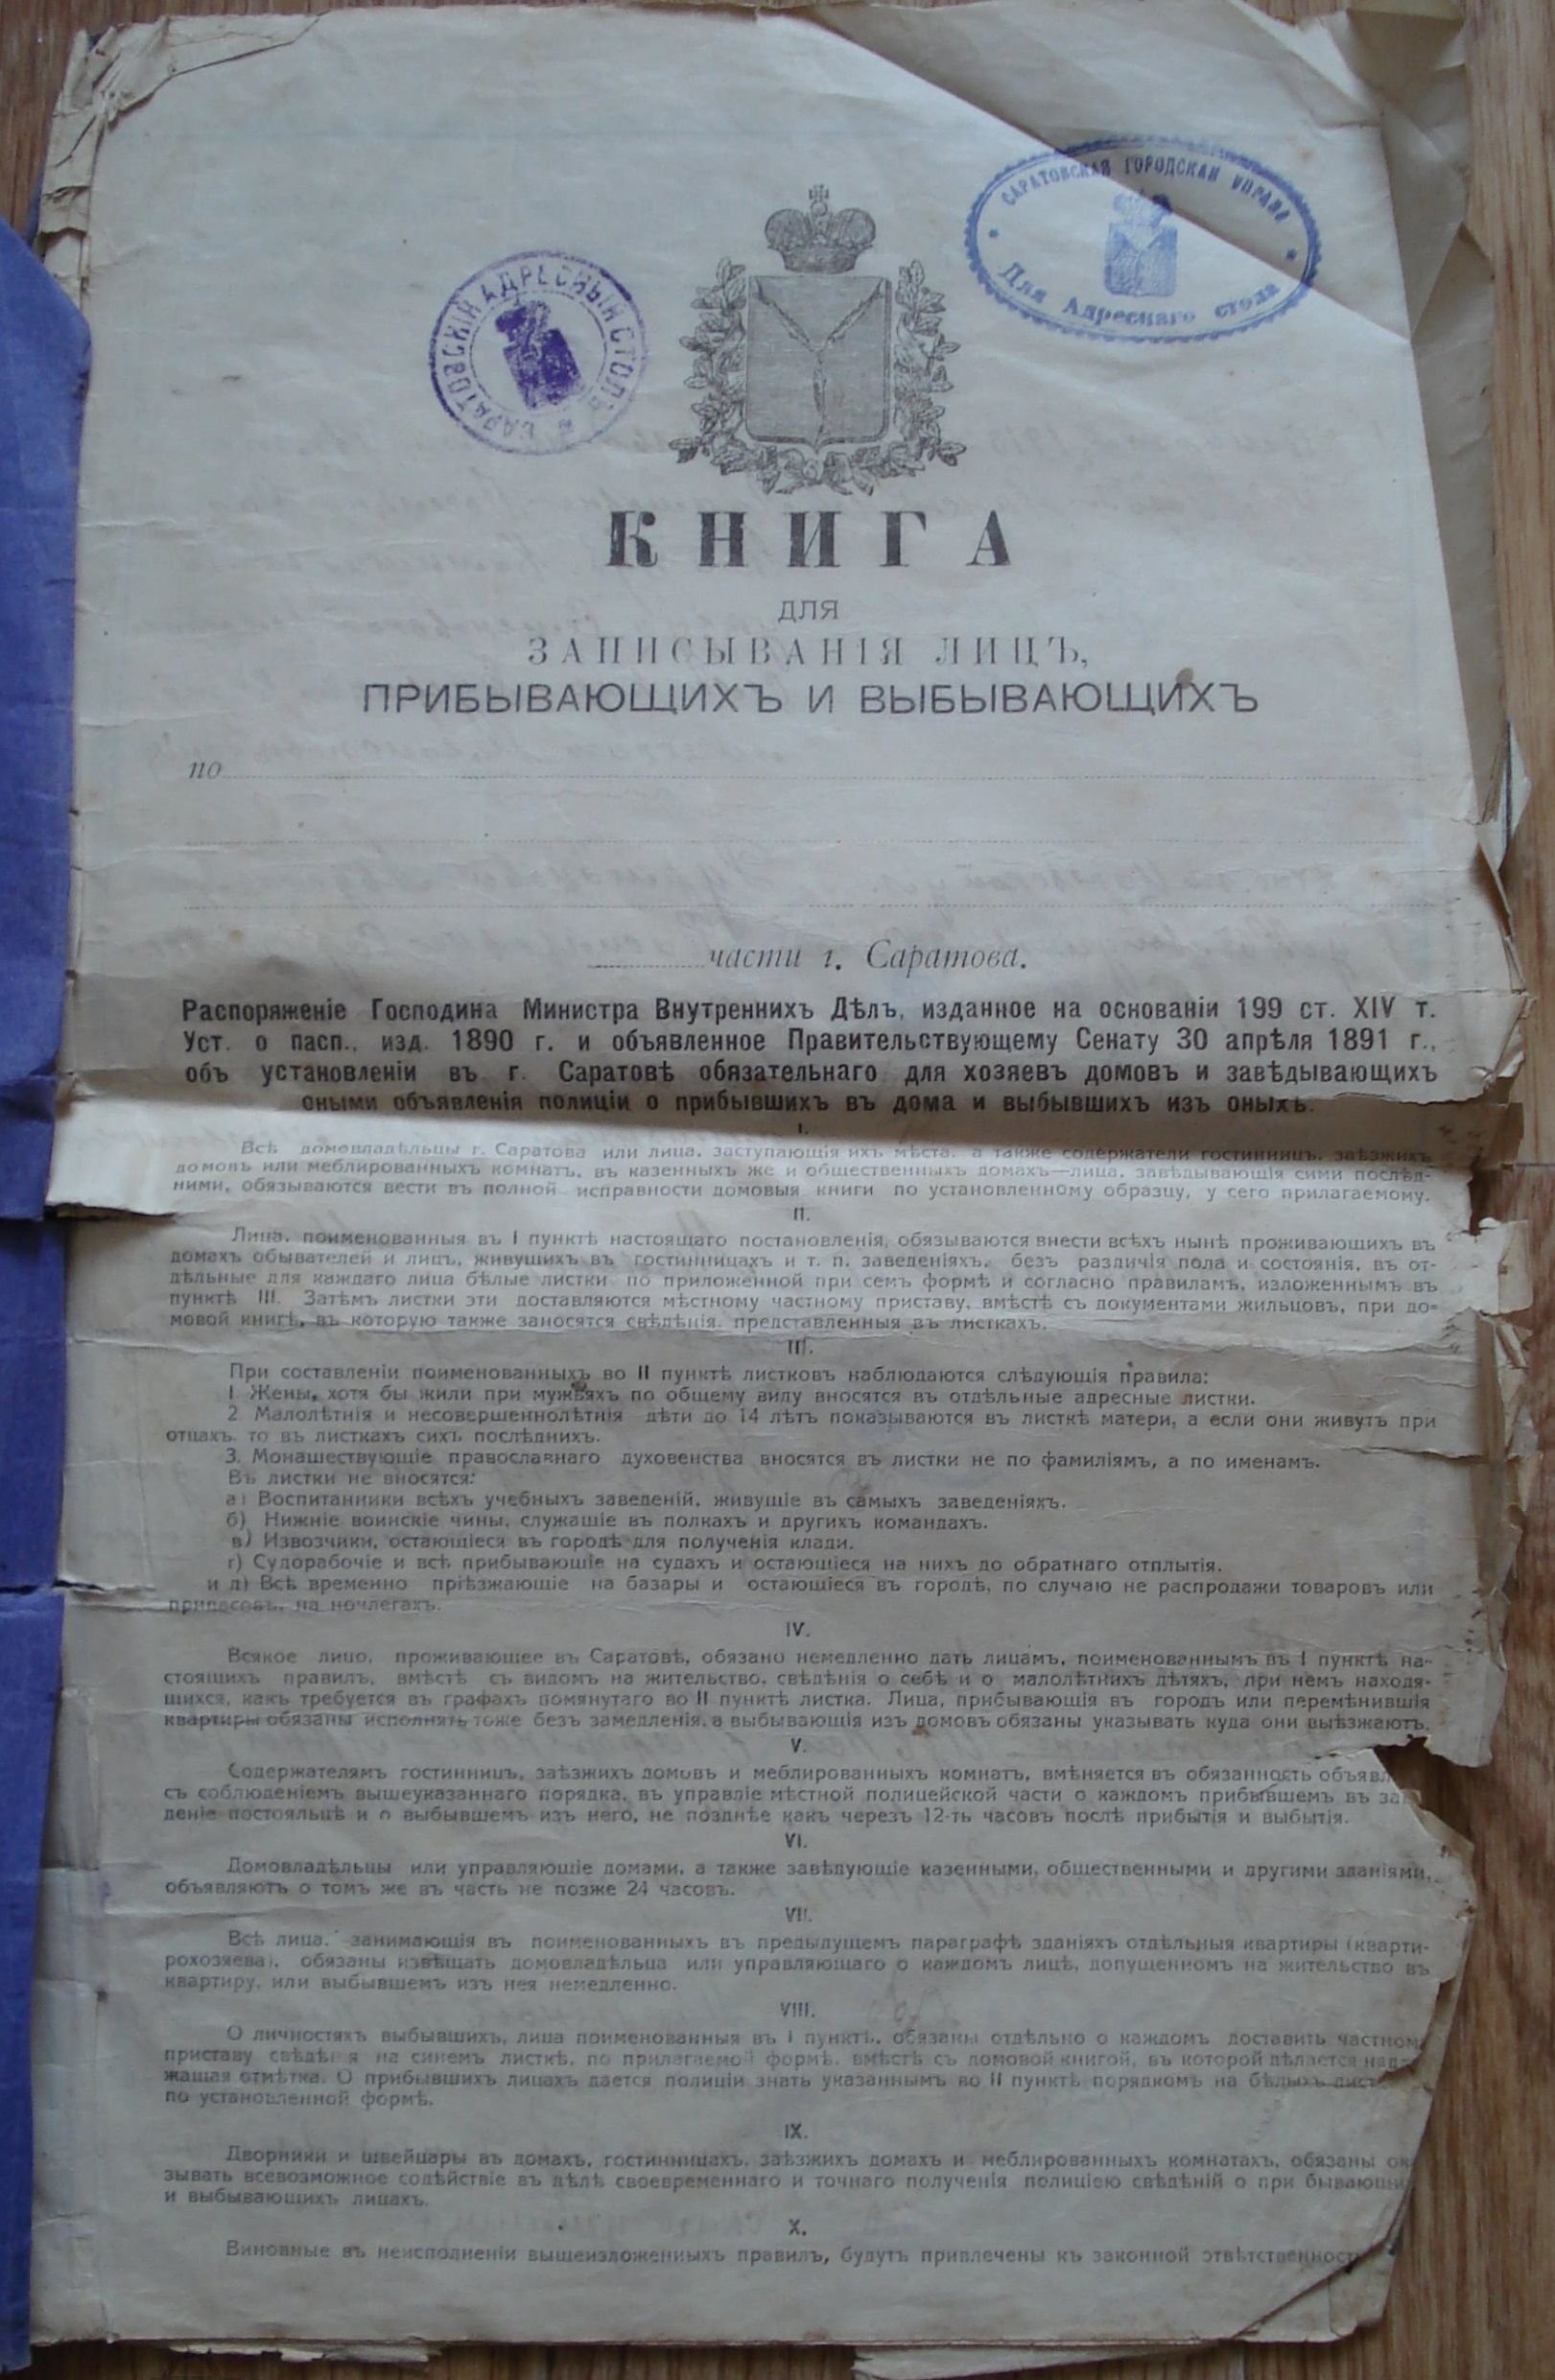 САРАТОВСКАЯ ГОРОДСКАЯ УПРАВА
Для Адреснаго стола
САРАТОВСКІЙ АДРЕСНЫЙ СТОЛЪ
КНИГА
ДЛЯ
ЗАПИСЫВАНІЯ ЛИЦЪ,
ПРИБЫВАЮЩИХЪ И ВЫБЫВАЮЩИХЪ
по
части г. Саратова.
Распоряженіе Господина Министра Внутреннихъ Дѣлъ, изданное на основаніи 199 ст. XIV т.
Уст. о пасп., изд. 1890 г. и объявленное Правительствующему Сенату 30 апрѣля 1891 г.,
объ установленіи въ г. Саратовѣ обязательнаго для хозяевъ домовъ и завѣдывающихъ
оными объявленія полиціи о прибывшихъ въ дома и выбывшихъ изъ оныхъ.
I.
Всѣ домовладѣльцы г. Саратова или лица, заступающія ихъ мѣста, а также содержатели гостинницъ, заѣзжихъ
домовъ или меблированныхъ комнатъ, въ казенныхъ же и общественныхъ домахъ—лица, завѣдывающія сими послѣд-
ними, обязываются вести въ полной исправности домовыя книги по установленному образцу, у сего прилагаемому.
II.
Лица, поименованныя въ I пунктѣ настоящаго постановленія, обязываются внести всѣхъ нынѣ проживающихъ въ
домахъ обывателей и лицъ, живущихъ въ гостинницахъ и т. п. заведеніяхъ, безъ различія пола и состоянія, въ от-
дѣльные для каждаго лица бѣлые листки по приложенной при семъ формѣ и согласно правиламъ, изложеннымъ въ
пунктѣ III. Затѣмъ листки эти доставляются мѣстному частному приставу, вмѣстѣ съ документами жильцовъ, при до-
мовой книгѣ, въ которую также заносятся свѣдѣнія, представленныя въ листкахъ.
III.
При составленіи поименованныхъ во II пунктѣ листковъ наблюдаются слѣдующія правила:
1. Жены, хотя бы жили при мужьяхъ по общему виду вносятся въ отдѣльные адресные листки.
2. Малолѣтнія и несовершеннолѣтнія дѣти до 14 лѣтъ показываются въ листкѣ матери, а если они живутъ при
отцахъ, то въ листкахъ сихъ послѣднихъ.
3. Монашествующіе православнаго духовенства вносятся въ листки не по фамиліямъ, а по именамъ.
Въ листки не вносятся:
а) Воспитанники всѣхъ учебныхъ заведеній, живущіе въ самыхъ заведеніяхъ.
б) Нижніе воинскіе чины, служащіе въ полкахъ и другихъ командахъ.
в) Извозчики, остающіеся въ городѣ для полученія клади.
г) Судорабочіе и всѣ прибывающіе на судахъ и остающіеся на нихъ до обратнаго отплытія.
и д) Всѣ временно пріѣзжающіе на базары и остающіеся въ городѣ, по случаю не распродажи товаровъ или
припасовъ, на ночлегахъ.
IV.
Всякое лицо, проживающее въ Саратовѣ, обязано немедленно дать лицамъ, поименованнымъ въ I пунктѣ на-
стоящихъ правилъ, вмѣстѣ съ видомъ на жительство, свѣдѣнія о себѣ и о малолѣтнихъ дѣтяхъ, при немъ находя-
щихся, какъ требуется въ графахъ помянутаго во II пунктѣ листка. Лица, прибывающія въ городъ или перемѣнившія
квартиры обязаны исполнять тоже безъ замедленія, а выбывающія изъ домовъ обязаны указывать куда они выѣзжаютъ.
V.
Содержателямъ гостинницъ, заѣзжихъ домовъ и меблированныхъ комнатъ, вмѣняется въ обязанность объявл
съ соблюденіемъ вышеуказаннаго порядка, въ управліе мѣстной полицейской части о каждомъ прибывшемъ въ за
деніе постояльцѣ и о выбывшемъ изъ него, не позднѣе какъ черезъ 12-ть часовъ послѣ прибытія и выбытія.
VI.
Домовладѣльцы или управляющіе домами, а также завѣдующіе казенными, общественными и другими зданіями,
объявляютъ о томъ же въ часть не позже 24 часовъ.
VII.
Всѣ лица, занимающія въ поименованныхъ въ предыдущемъ параграфѣ зданіяхъ отдѣльныя квартиры (кварти-
рохозяева), обязаны извѣщать домовладѣльца или управляющаго о каждомъ лицѣ, допущенномъ на жительство въ
квартиру, или выбывшемъ изъ нея немедленно.
VIII.
О личностяхъ выбывшихъ, лица поименованныя въ I пунктѣ, обязаны отдѣльно о каждомъ доставить частном
приставу свѣдѣнія на синемъ листкѣ, по прилагаемой формѣ, вмѣстѣ съ домовой книгой, въ которой дѣлается надл
жащая отмѣтка. О прибывшихъ лицахъ дается полиціи знать указаннымъ во II пунктѣ порядкомъ на бѣлыхъ лист
по установленной формѣ.
IX.
Дворники и швейцары въ домахъ, гостинницахъ, заѣзжихъ домахъ и меблированныхъ комнатахъ, обязаны ок
зывать всевозможное содѣйствіе въ дѣлѣ своевременнаго и точнаго полученія полиціею свѣдѣній о при бывающи
и выбывающихъ лицахъ.
X.
Виновные въ неисполненіи вышеизложенныхъ правилъ, будутъ привлечены къ законной отвѣтственност